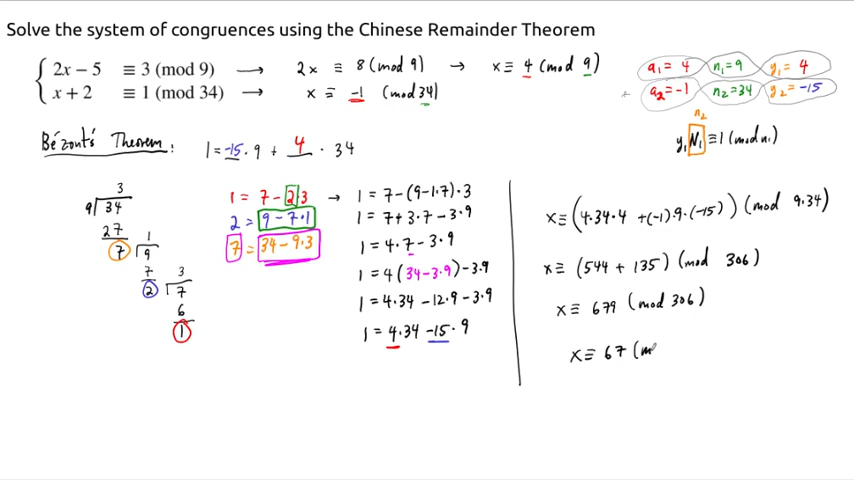 Solve the system of congruences using the Chinese Remainder Theorem
2x − 5 ≡ 3 (mod 9) → 2x ≡ 8 (mod 9) → x ≡ 4 (mod 9)
x + 2 ≡ 1 (mod 34) → x ≡ -1 (mod 34)
a₁ = 4 n₁ = 9 y₁ = 4
a₂ = -1 n₂ = 34 y₂ = -15
n₂
y₁ N₁ ≡ 1 (mod n₁)
Bézout's Theorem: 1 = -15 · 9 + 4 · 34
3
9 34
27 1
7 9
7 3
2 7
6
1
1 = 7 - 2·3 →
2 = 9 - 7·1
7 = 34 - 9·3
1 = 7 - (9 - 1·7)·3
1 = 7 + 3·7 - 3·9
1 = 4·7 - 3·9
1 = 4(34 - 3·9) - 3·9
1 = 4·34 - 12·9 - 3·9
1 = 4·34 - 15·9
x ≡ (4·34·4 + (-1)·9·(-15)) (mod 9·34)
x ≡ (544 + 135) (mod 306)
x ≡ 679 (mod 306)
x ≡ 67 (m